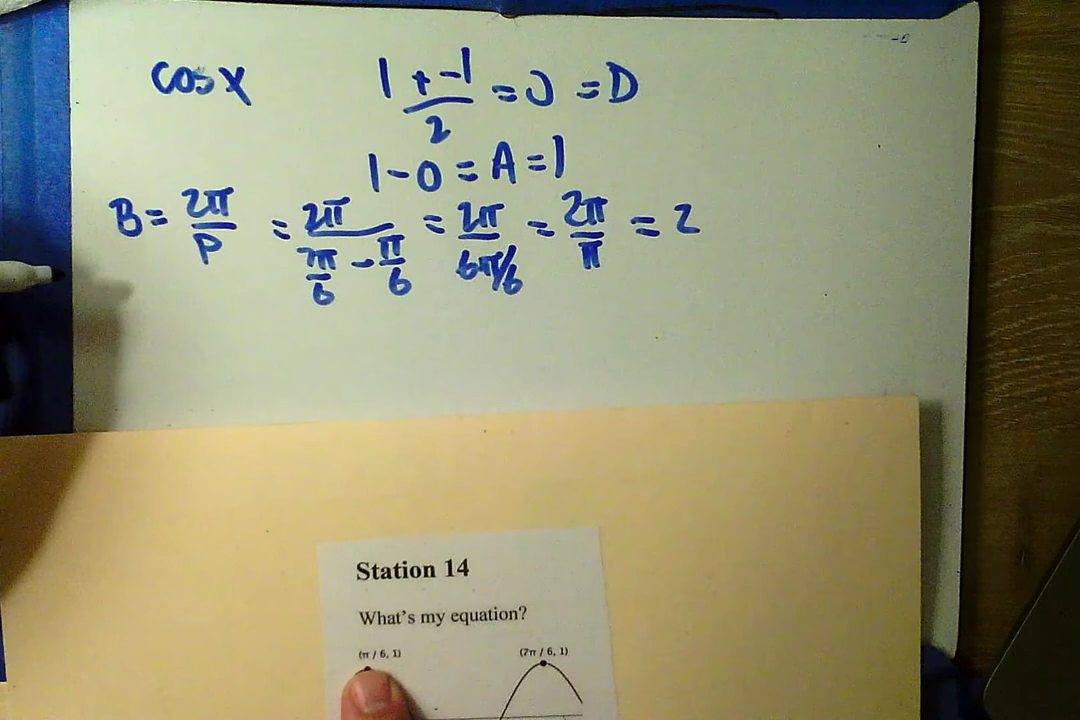 cosx
1 + -1 / 2 = 0 = D
1 - 0 = A = 1
B = 2π/P = 2π / (7π/6 - π/6) = 2π / (6π/6) = 2π/π = 2
Station 14
What's my equation?
(π / 6, 1) (7π / 6, 1)